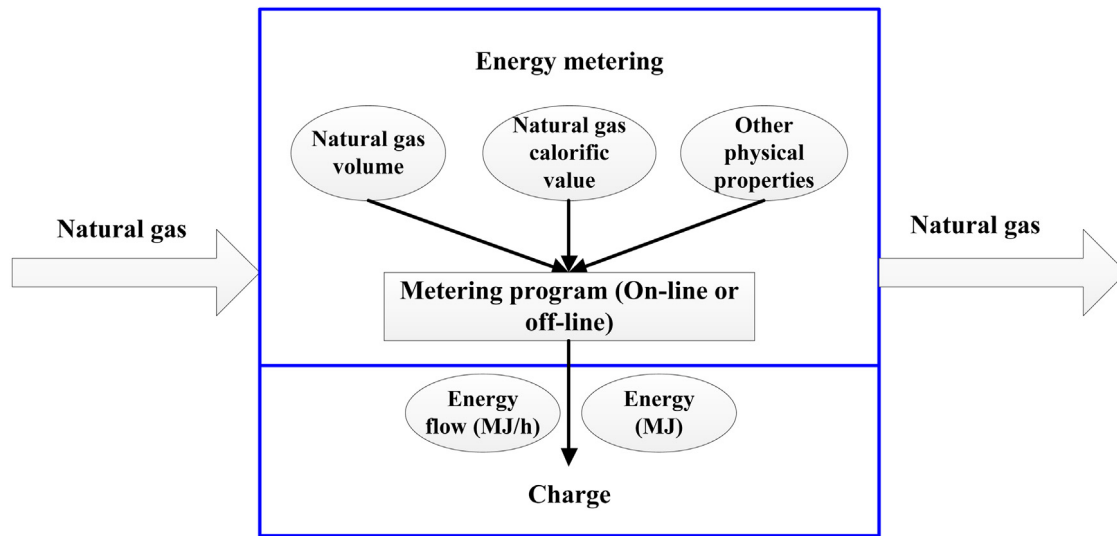 Energy metering
Natural gas
volume
Natural gas
calorific
value
Other
physical
properties
Natural gas
Natural gas
Metering program (On-line or
off-line)
Energy
flow (MJ/h)
Energy
(MJ)
Charge